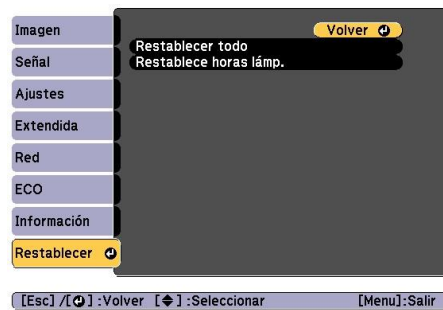 Imagen
Señal
Ajustes
Extendida
Red
ECO
Información
Restablecer
Volver
Restablecer todo
Restablece horas lámp.
[Esc] /[ ] :Volver [ ] :Seleccionar [Menu]:Salir